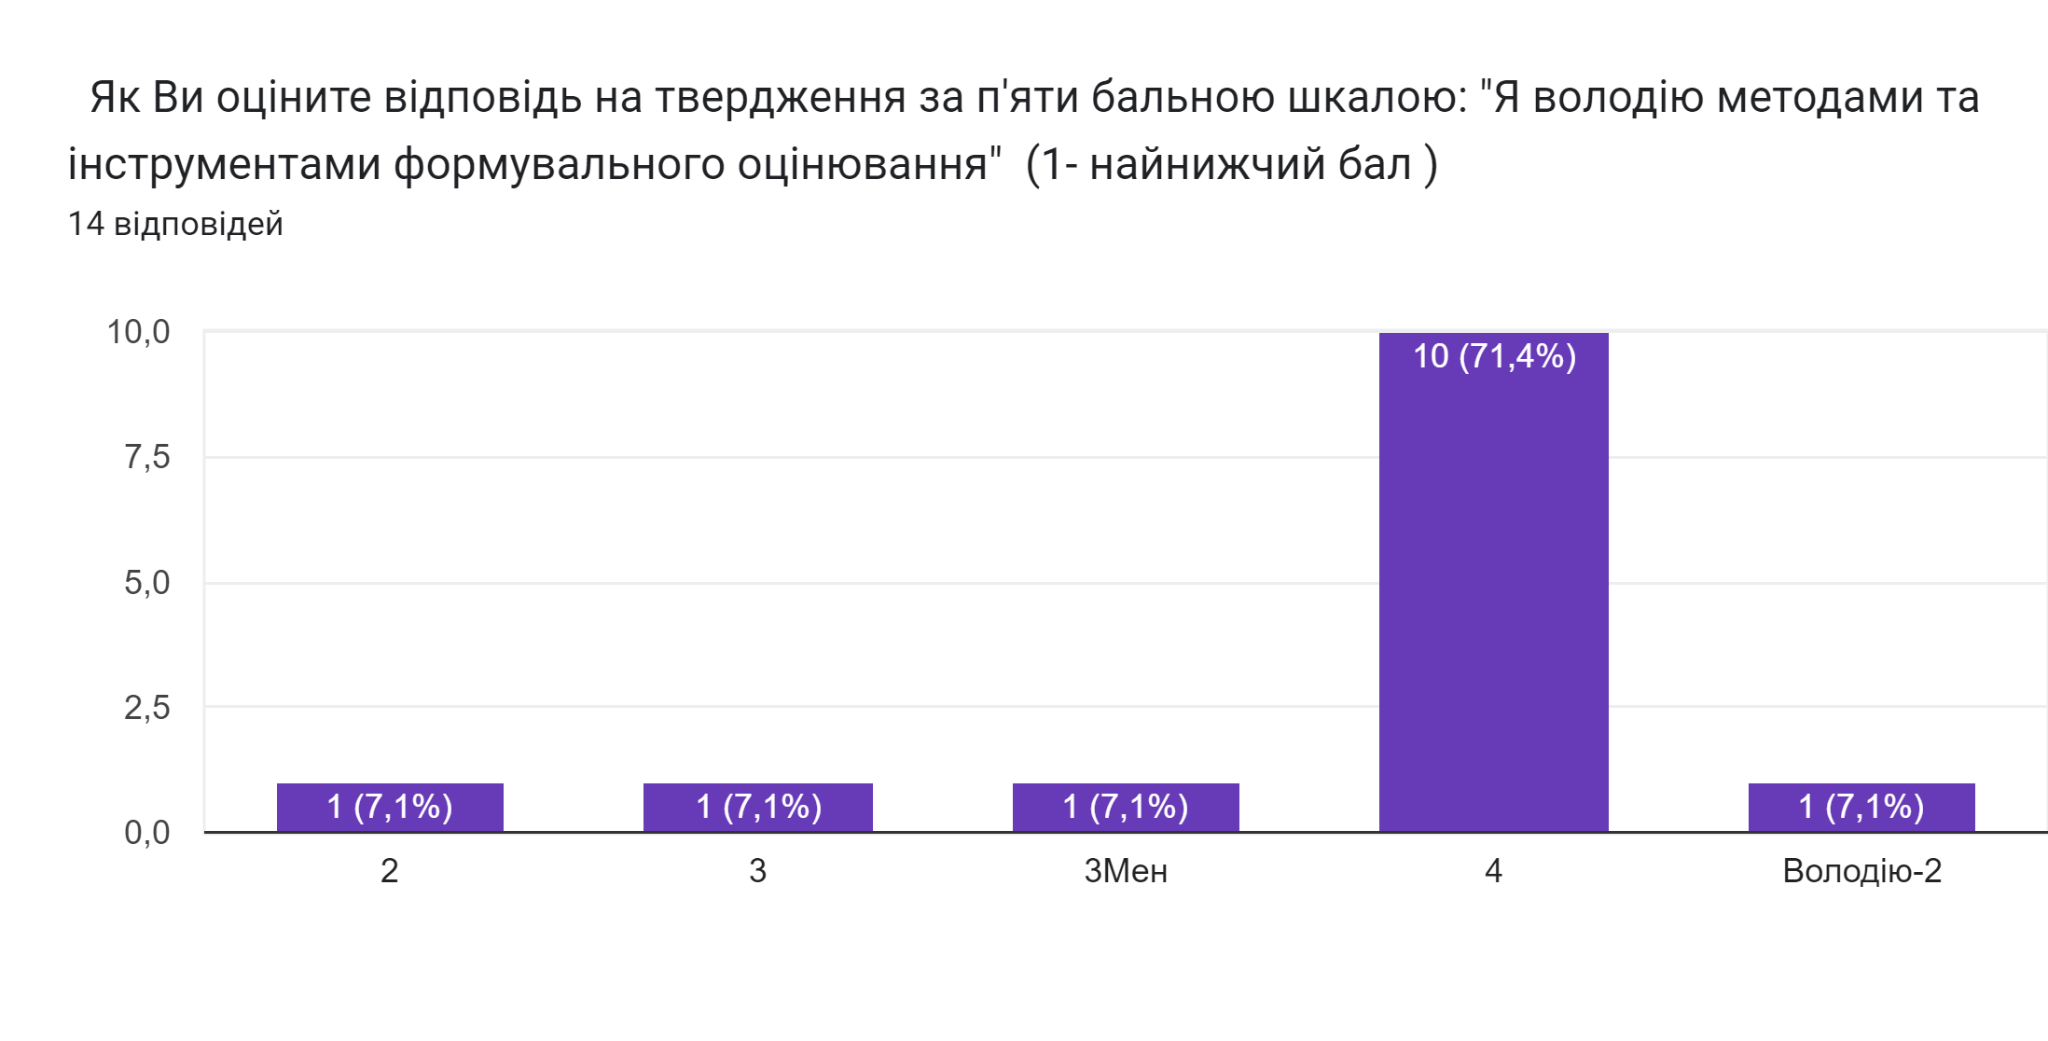 Як Ви оціните відповідь на твердження за п'яти бальною шкалою: "Я володію методами та
інструментами формувального оцінювання"  (1- найнижчий бал )
14 відповідей
10,0
7,5
5,0
2,5
0,0
1 (7,1%)
1 (7,1%)
1 (7,1%)
10 (71,4%)
1 (7,1%)
2
3
3Мен
4
Володію-2